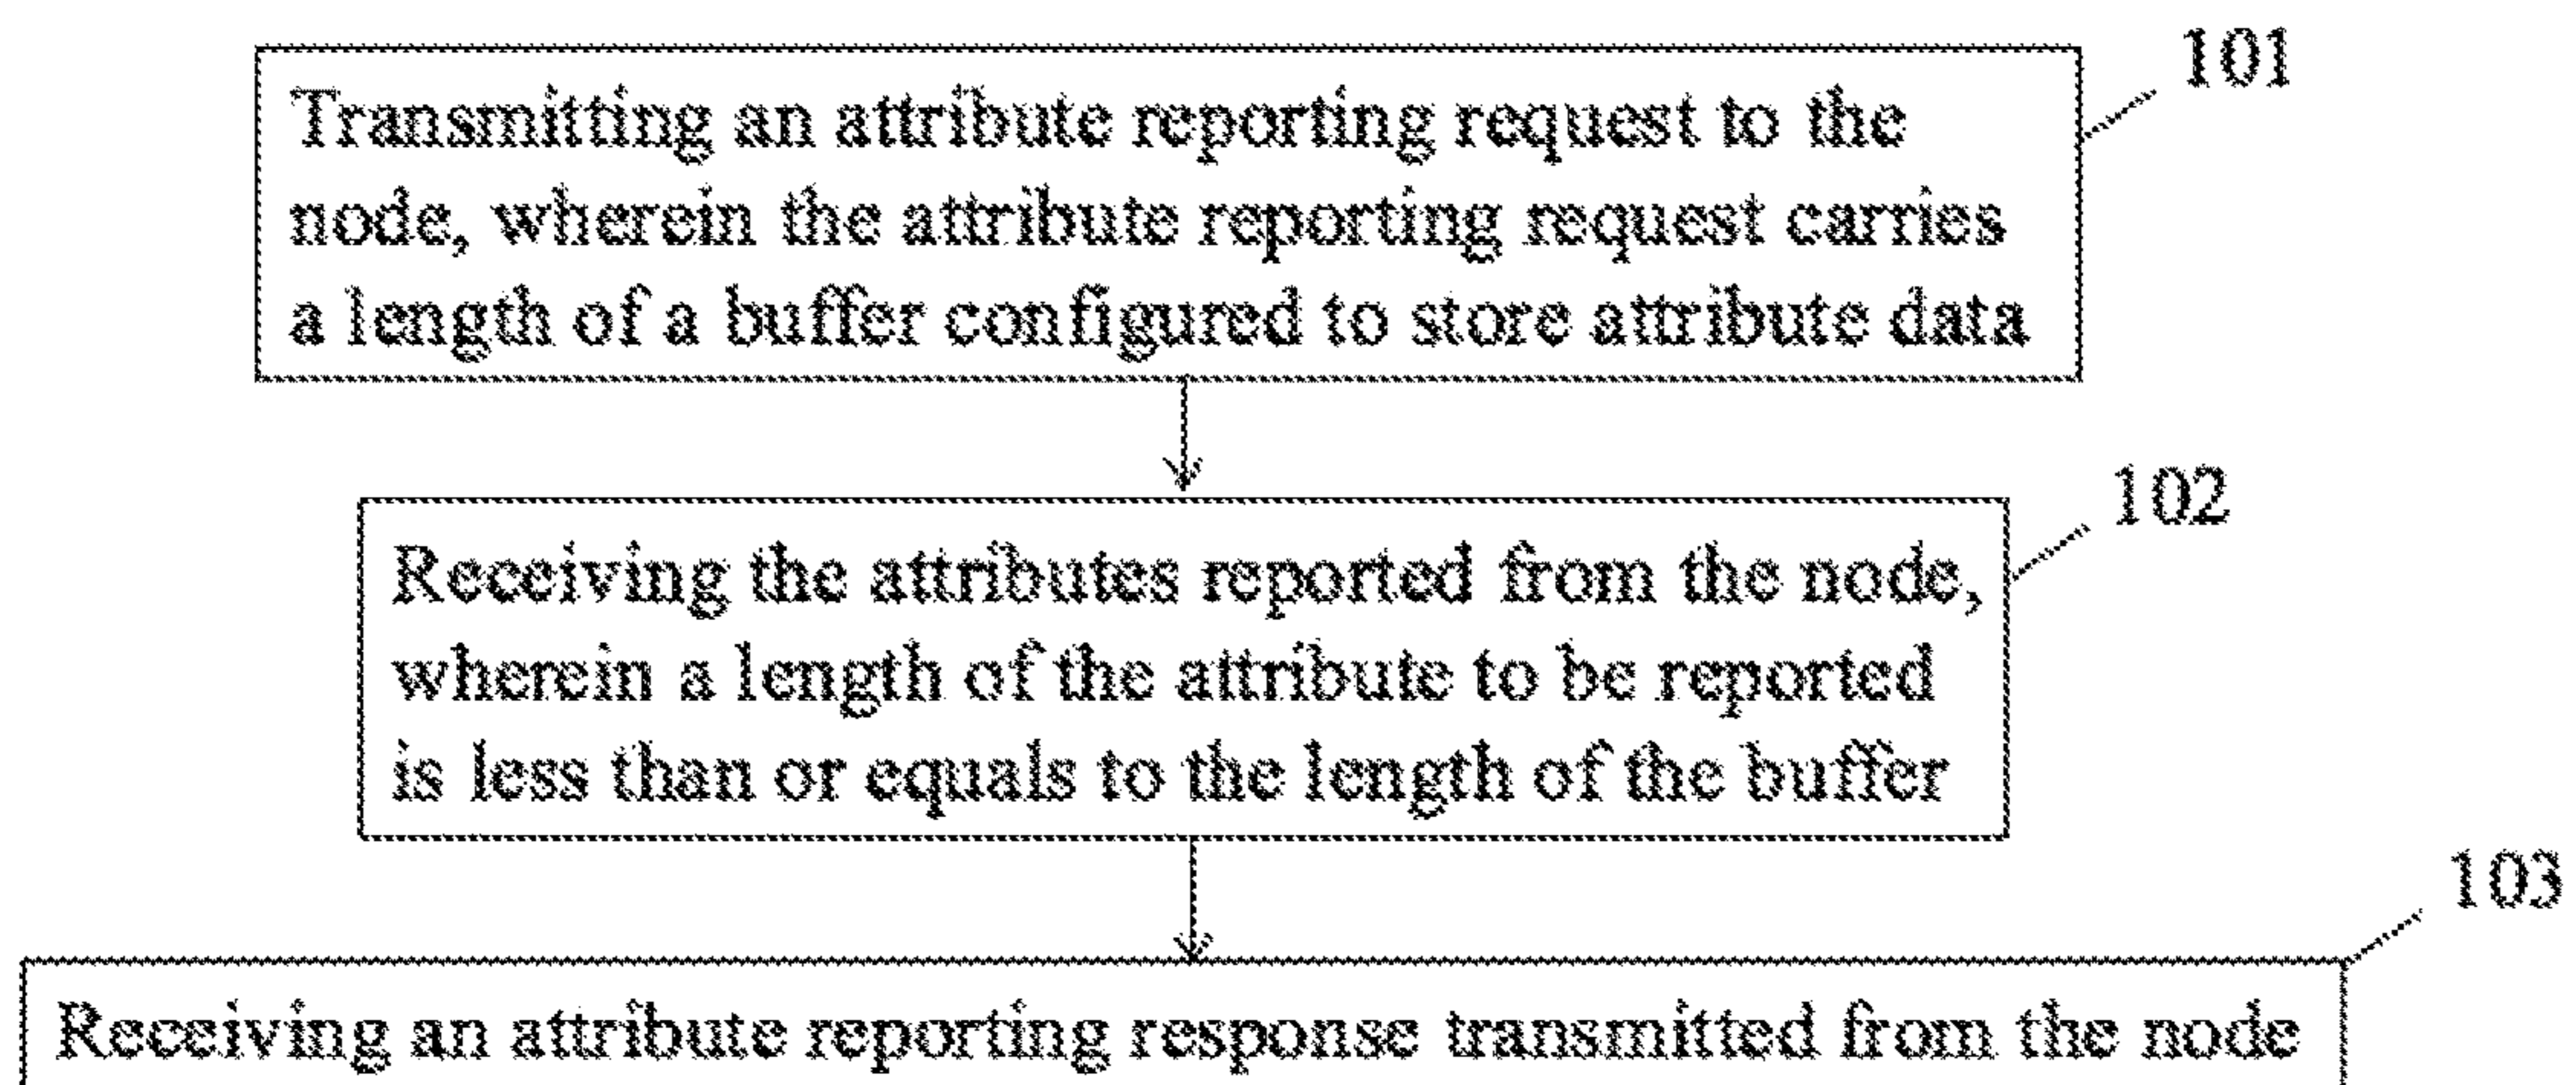 101
Transmitting an attribute reporting request to the
node, wherein the attribute reporting request carries
a length of a buffer configured to store attribute data
102
Receiving the attributes reported from the node,
wherein a length of the attribute to be reported
is less than or equals to the length of the buffer
103
Receiving an attribute reporting response transmitted from the node